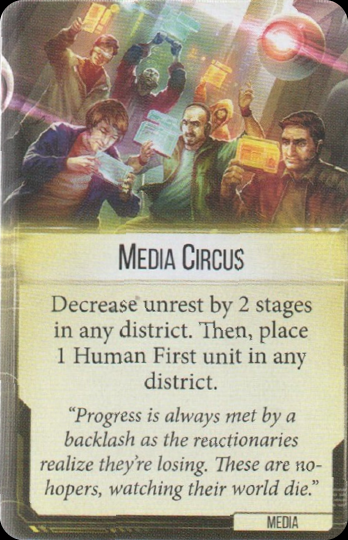 MEDIA CIRCUS
Decrease unrest by 2 stages
in any district. Then, place
1 Human First unit in any
district.
“Progress is always met by a
backlash as the reactionaries
realize they’re losing. These are no-
hopers, watching their world die.”
MEDIA